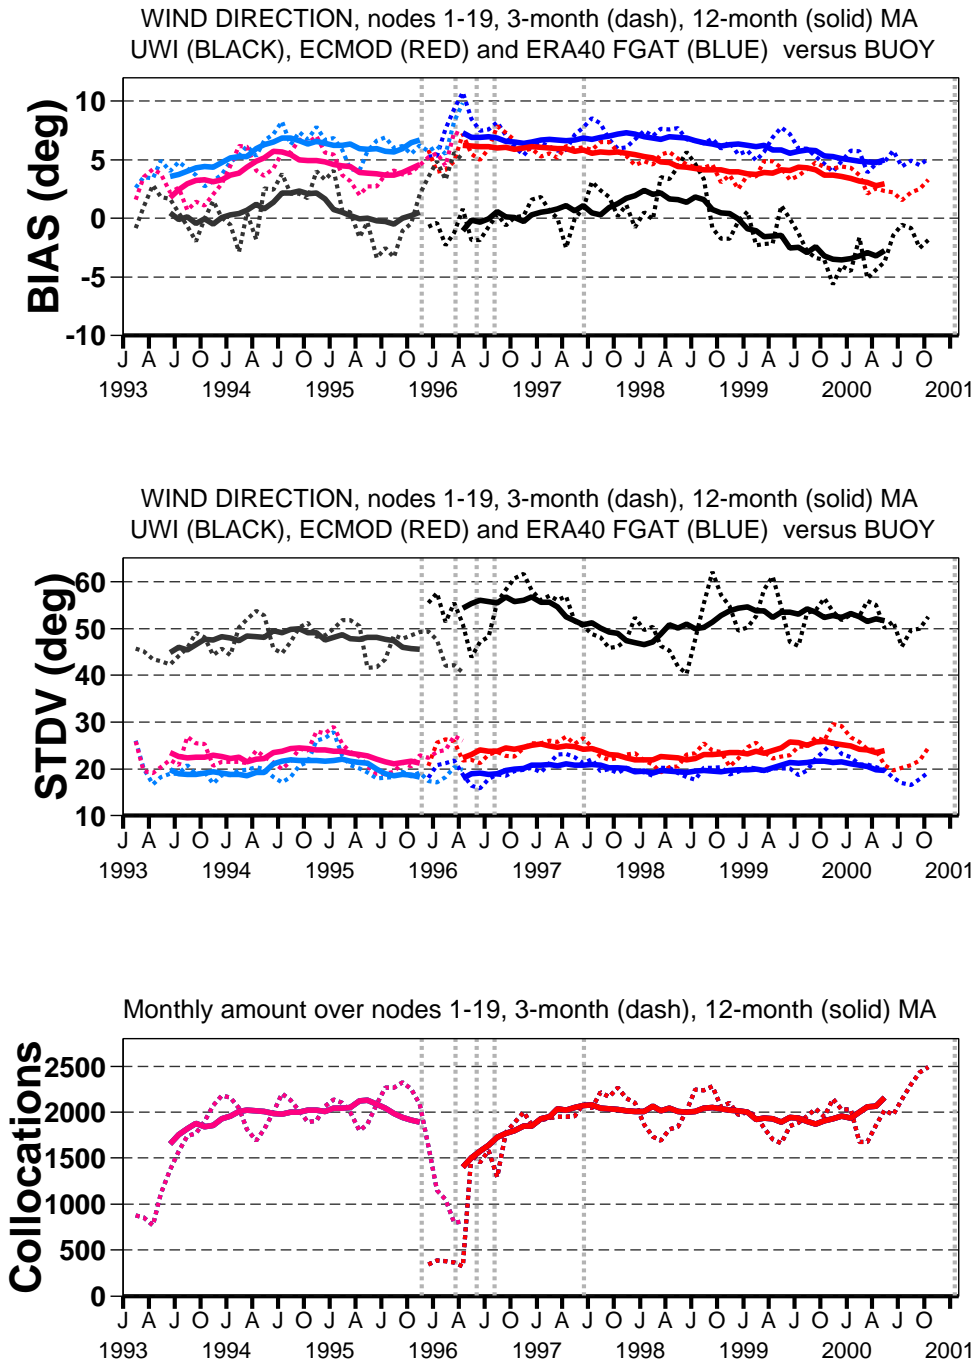 WIND DIRECTION, nodes 1-19, 3-month (dash), 12-month (solid) MA
UWI (BLACK), ECMOD (RED) and ERA40 FGAT (BLUE) versus BUOY
BIAS (deg)
10
5
0
-5
-10
J A J O J A J O J A J O J A J O J A J O J A J O J A J O J A J O J
1993 1994 1995 1996 1997 1998 1999 2000 2001
WIND DIRECTION, nodes 1-19, 3-month (dash), 12-month (solid) MA
UWI (BLACK), ECMOD (RED) and ERA40 FGAT (BLUE) versus BUOY
STDV (deg)
60
50
40
30
20
10
J A J O J A J O J A J O J A J O J A J O J A J O J A J O J A J O J
1993 1994 1995 1996 1997 1998 1999 2000 2001
Monthly amount over nodes 1-19, 3-month (dash), 12-month (solid) MA
Collocations
2500
2000
1500
1000
500
0
J A J O J A J O J A J O J A J O J A J O J A J O J A J O J A J O J
1993 1994 1995 1996 1997 1998 1999 2000 2001